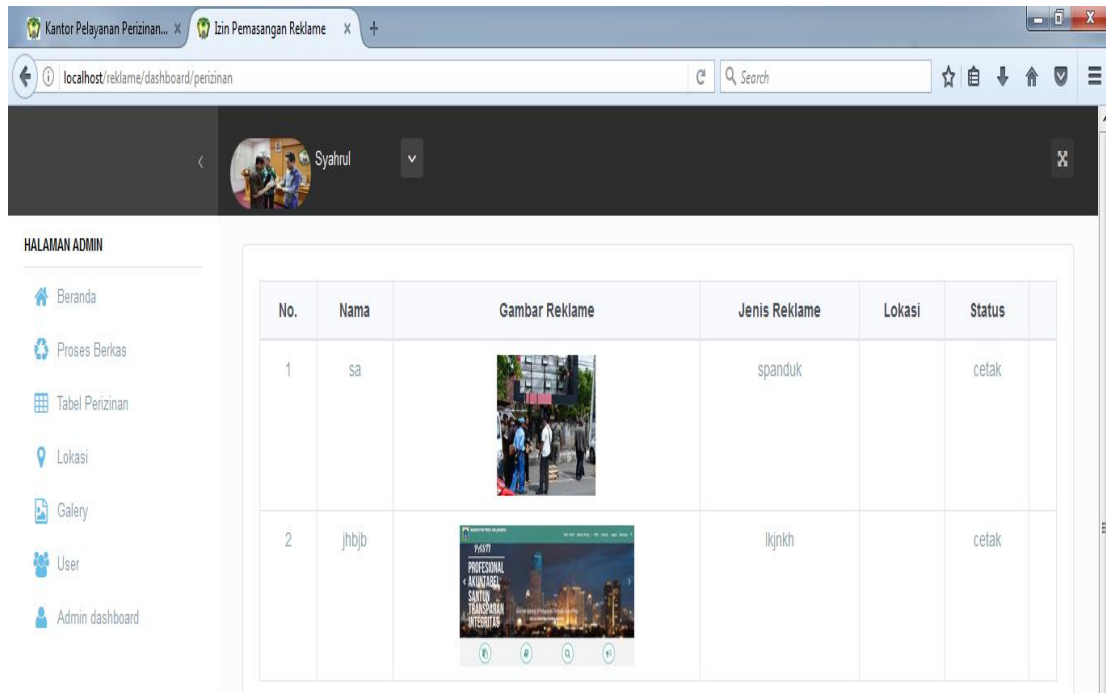 Kantor Pelayanan Perizinan... x
Izin Pemasangan Reklame x +
localhost/reklame/dashboard/perizinan
Search
Syahrul
HALAMAN ADMIN
Beranda
Proses Berkas
Tabel Perizinan
Lokasi
Galery
User
Admin dashboard
No. Nama Gambar Reklame Jenis Reklame Lokasi Status
1 sa spanduk cetak
2 jhbjb lkjnkh cetak
PROFESIONAL
AKUNTABEL
SANTUN
TRANSPARAN
INTEGRITAS